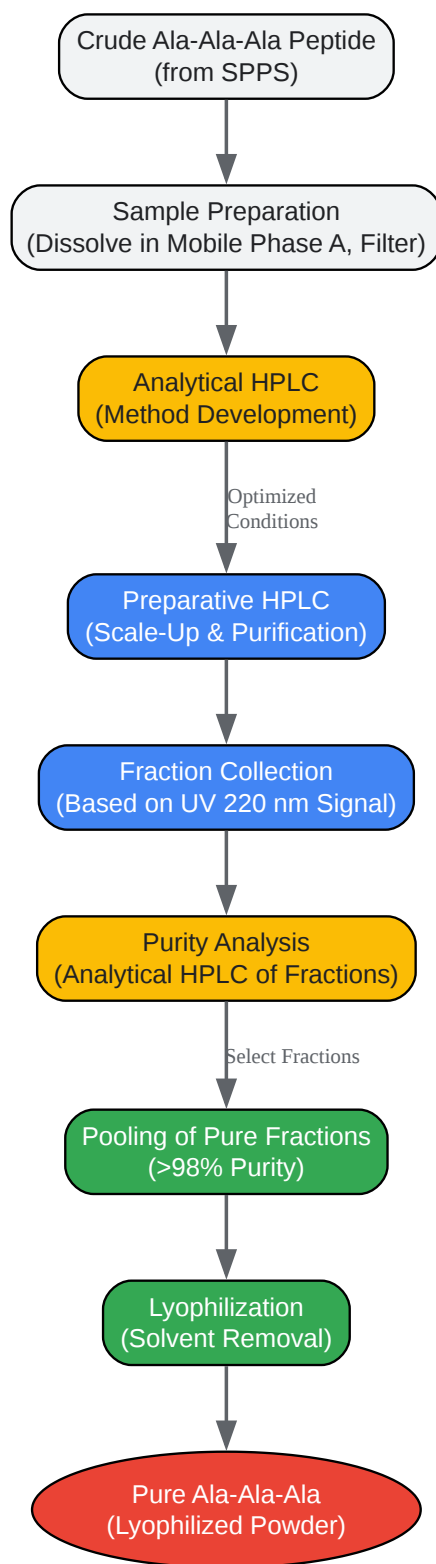 Crude Ala-Ala-Ala Peptide
(from SPPS)
Sample Preparation
(Dissolve in Mobile Phase A, Filter)
Analytical HPLC
(Method Development)
Optimized
Conditions
Preparative HPLC
(Scale-Up & Purification)
Fraction Collection
(Based on UV 220 nm Signal)
Purity Analysis
(Analytical HPLC of Fractions)
Select Fractions
Pooling of Pure Fractions
(>98% Purity)
Lyophilization
(Solvent Removal)
Pure Ala-Ala-Ala
(Lyophilized Powder)